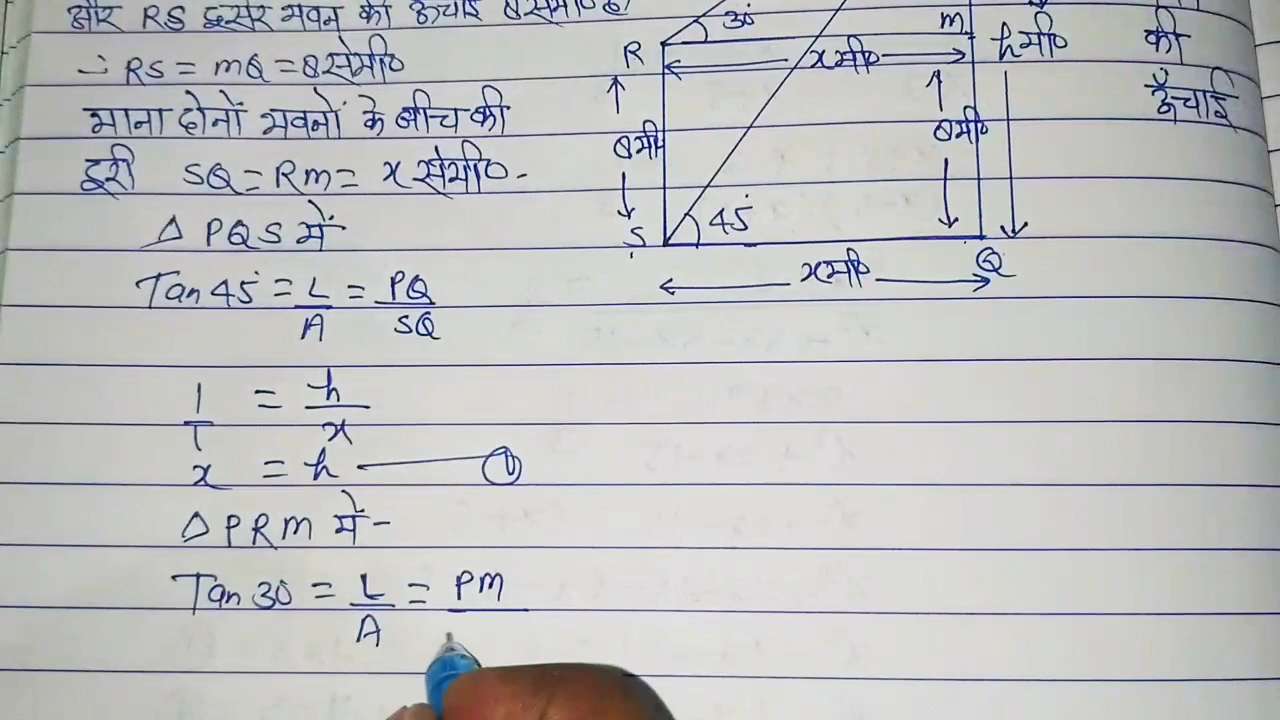 और RS दूसरे भवन की ऊँचाई 8 सेमी० है।
∴ RS = MQ = 8 सेमी०
माना दोनों भवनों के बीच की
दूरी SQ = RM = x सेमी०.
Δ PQS में
Tan 45° = L/A = PQ/SQ
1/1 = h/x
x = h ——— ①
Δ PRM में -
Tan 30 = L/A = PM
30°
R
M
x मी०
h मी०
की
ऊँचाई
8 मी
8 मी०
45°
S
Q
x मी०